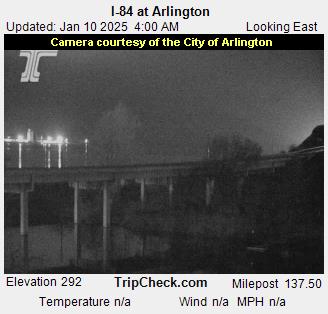 I-84 at Arlington
Updated: Jan 10 2025  4:00 AM Looking East
Camera courtesy of the City of Arlington
Elevation 292 TripCheck.com Milepost 137.50
Temperature n/a Wind n/a MPH n/a